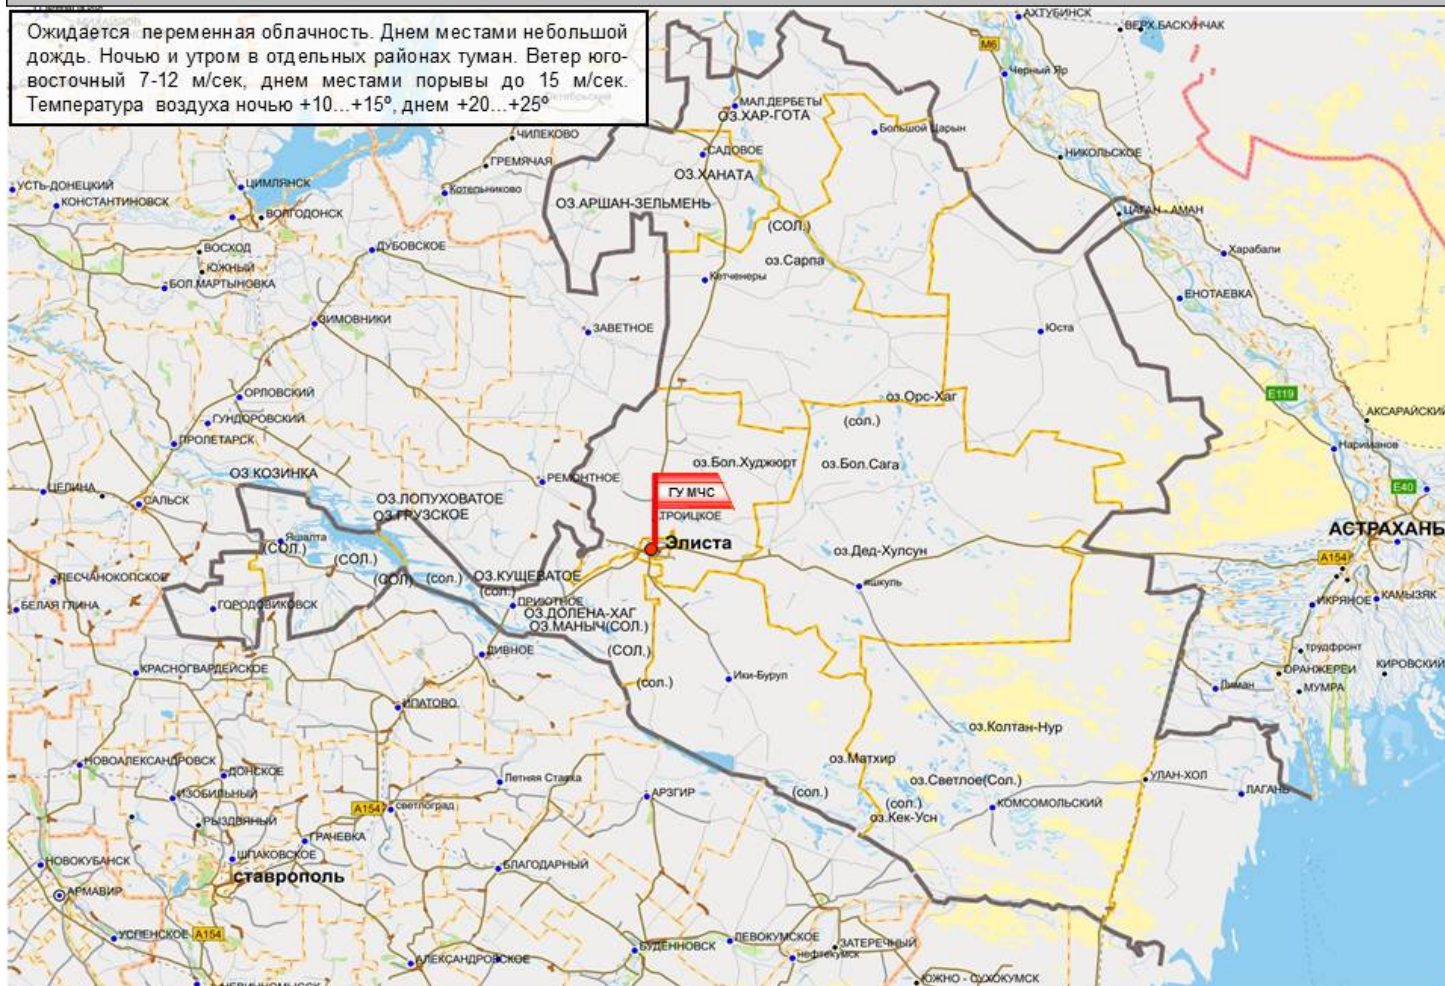 Ожидается переменная облачность. Днем местами небольшой
дождь. Ночью и утром в отдельных районах туман. Ветер юго-
восточный 7-12 м/сек, днем местами порывы до 15 м/сек.
Температура воздуха ночью +10...+15º, днем +20...+25º
АХТУБИНСК
ВЕРХ.БАСКУНЧАК
М6
Черный Яр
МАЛ.ДЕРБЕТЫ
ОЗ.ХАР-ГОТА
Большой Царын
ЧИЛЕКОВО
САДОВОЕ
НИКОЛЬСКОЕ
ГРЕМЯЧАЯ
ОЗ.ХАНАТА
УСТЬ-ДОНЕЦКИЙ
ЦИМЛЯНСК
Котельниково
КОНСТАНТИНОВСК
ОЗ.АРШАН-ЗЕЛЬМЕНЬ
ЦАГАН - АМАН
ВОЛГОДОНСК
(СОЛ.)
ВОСХОД
ДУБОВСКОЕ
Харабали
оз.Сарпа
ЮЖНЫЙ
Кетченеры
БОЛ.МАРТЫНОВКА
ЕНОТАЕВКА
ЗИМОВНИКИ
ЗАВЕТНОЕ
Юста
ОРЛОВСКИЙ
Е119
оз.Орс-Хаг
АКСАРАЙСКИЙ
ГУНДОРОВСКИЙ
(сол.)
ПРОЛЕТАРСК
Нариманов
оз.Бол.Худжюрт
оз.Бол.Сага
ОЗ.КОЗИНКА
РЕМОНТНОЕ
ЦЕЛИНА
Е40
ГУ МЧС
САЛЬСК
ОЗ.ЛОПУХОВАТОЕ
ОЗ.ГРУЗСКОЕ
.ТРОИЦКОЕ
АСТРАХАНЬ
Яшалта
Элиста
(СОЛ.)
(СОЛ.)
оз.Дед-Хулсун
А154
ПЕСЧАНОКОПСКОЕ
(СОЛ)
(сол.)
ОЗ.КУЩЕВАТОЕ
(сол.)
яшкуль
БЕЛАЯ ГЛИНА
ГОРОДОВИКОВСК
ПРИЮТНОЕ
ИКРЯНОЕ
КАМЫЗЯК
ОЗ.ДОЛЕНА-ХАГ
ОЗ.МАНЫЧ(СОЛ.)
ДИВНОЕ
(СОЛ.)
трудфронт
КРАСНОГВАРДЕЙСКОЕ
ОРАНЖЕРЕИ
КИРОВСКИЙ
Ики-Бурул
(сол.)
Лиман
МУМРА
ИПАТОВО
оз.Колтан-Нур
НОВОАЛЕКСАНДРОВСК
оз.Матхир
ДОНСКОЕ
Летняя Ставка
оз.Светлое(Сол.)
УЛАН-ХОЛ
ИЗОБИЛЬНЫЙ
АРЗГИР
(сол.)
ЛАГАНЬ
А154
светлоград
(сол.)
КОМСОМОЛЬСКИЙ
оз.Кек-Усн
РЫЗДВЯНЫЙ
ГРАЧЕВКА
ШПАКОВСКОЕ
НОВОКУБАНСК
БЛАГОДАРНЫЙ
ставрополь
АРМАВИР
УСПЕНСКОЕ
А154
БУДЕННОВСК
ЛЕВОКУМСКОЕ
ЗАТЕРЕЧНЫЙ
АЛЕКСАНДРОВСКОЕ
нефтекумск
ЮЖНО - СУХОКУМСК